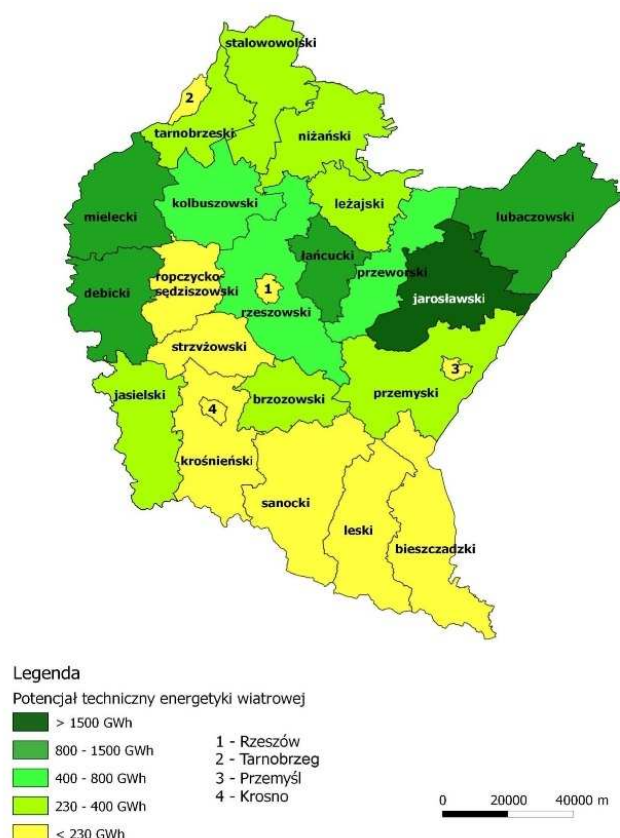 stalowowolski
2
tarnobrzeski
niżański
kolbuszowski
leżajski
mielecki
lubaczowski
łańcucki
przeworski
ropczycko-
sędziszowski
debicki
1
rzeszowski
jarosławski
strzyżowski
3
jasielski
brzozowski
przemyski
4
krośnieński
sanocki
leski
bieszczadzki
Legenda
Potencjał techniczny energetyki wiatrowej
> 1500 GWh
800 - 1500 GWh
400 - 800 GWh
230 - 400 GWh
< 230 GWh
1 - Rzeszów
2 - Tarnobrzeg
3 - Przemyśl
4 - Krosno
0 20000 40000 m